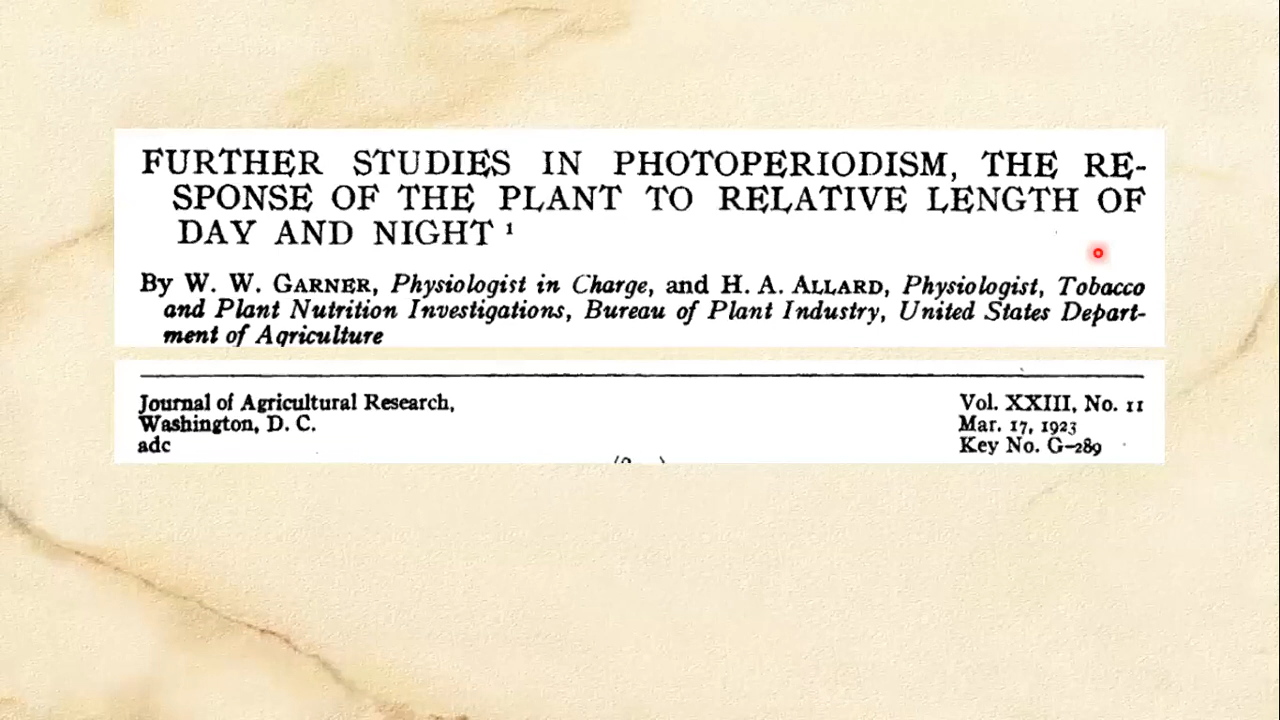 FURTHER STUDIES IN PHOTOPERIODISM, THE RE-
SPONSE OF THE PLANT TO RELATIVE LENGTH OF
DAY AND NIGHT ¹
By W. W. GARNER, Physiologist in Charge, and H. A. ALLARD, Physiologist, Tobacco
and Plant Nutrition Investigations, Bureau of Plant Industry, United States Depart-
ment of Agriculture
Journal of Agricultural Research,
Washington, D. C.
adc
Vol. XXIII, No. 11
Mar. 17, 1923
Key No. G-289